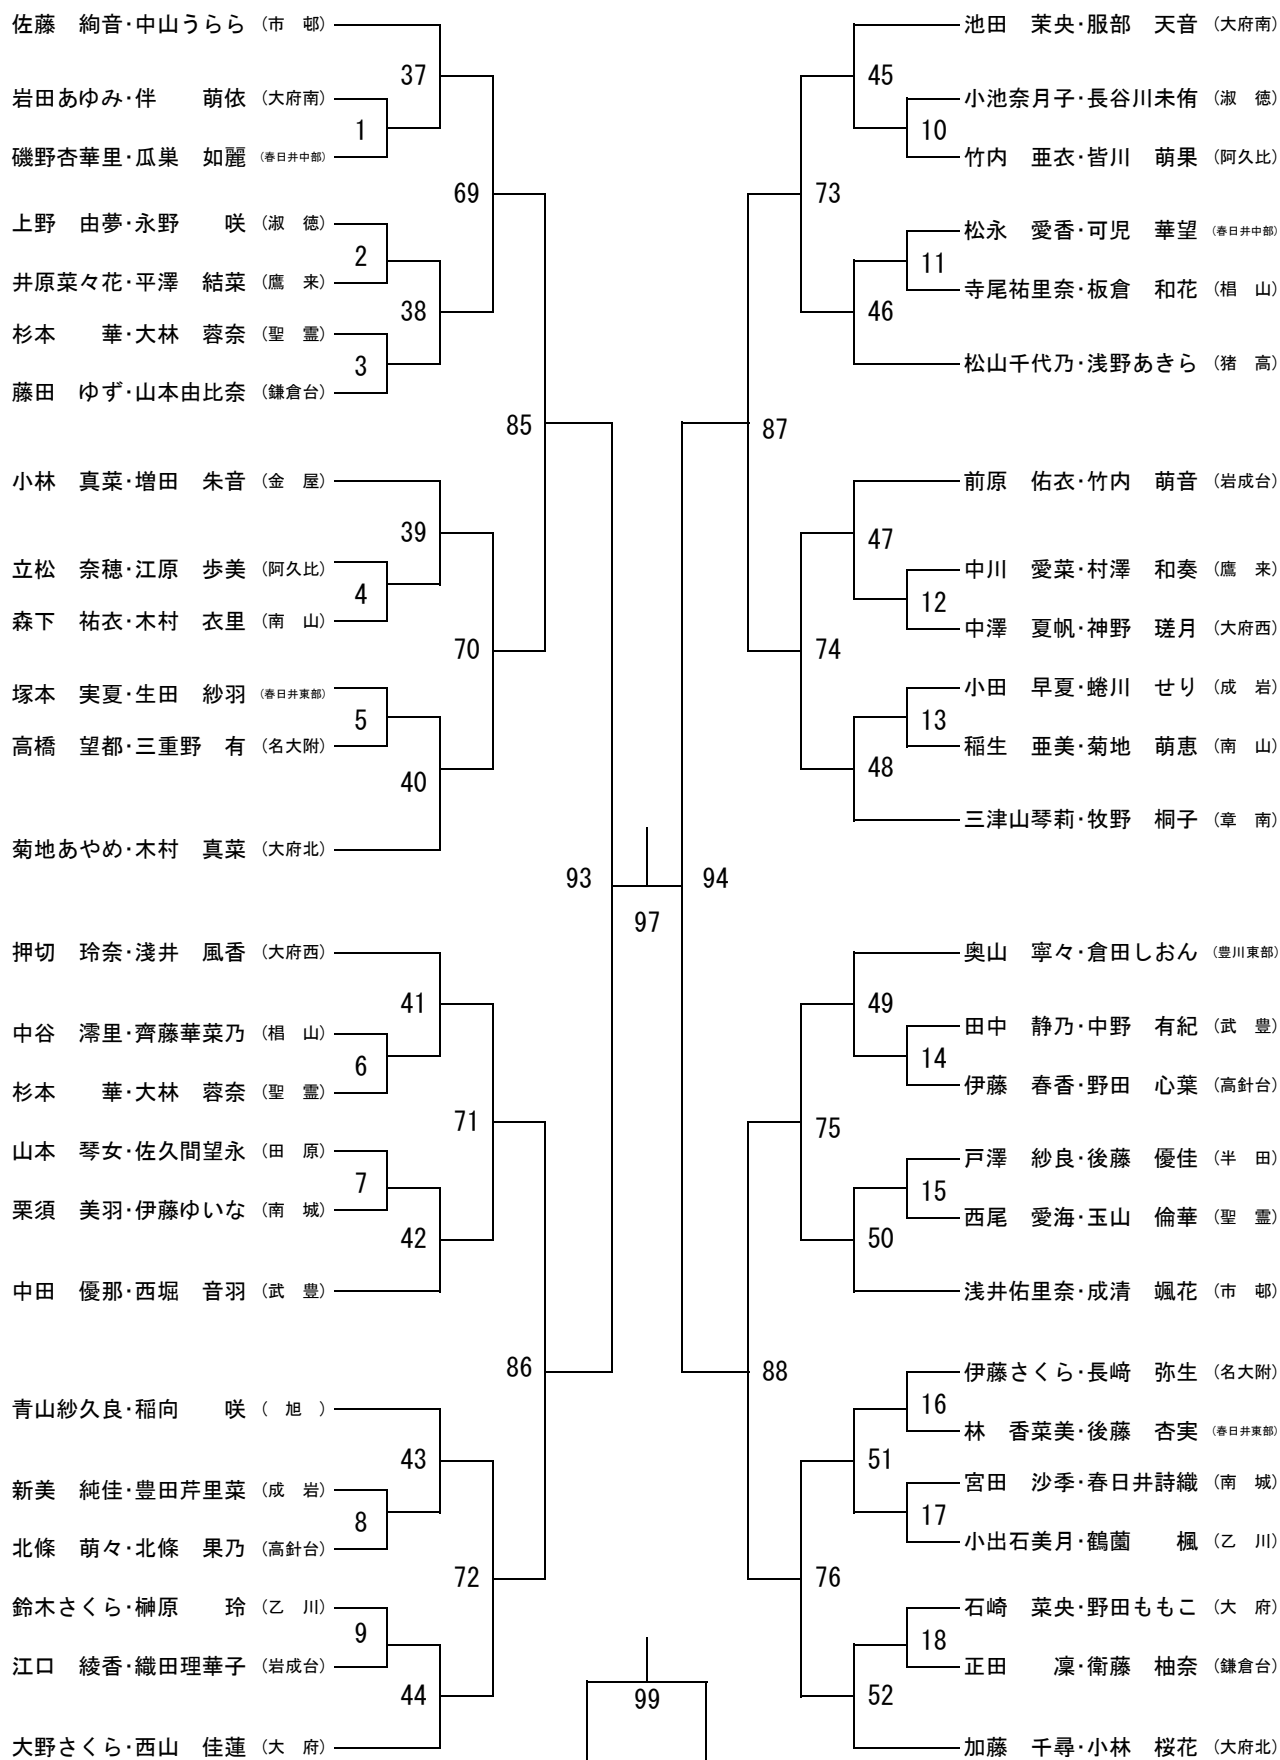 佐藤　絢音・中山うらら（市　邨）
37
岩田あゆみ・伴　　萌依（大府南）
1
磯野杏華里・瓜巣　如麗（春日井中部）
69
上野　由夢・永野　　咲（淑　徳）
2
井原菜々花・平澤　結菜（鷹　来）
38
杉本　　華・大林　蓉奈（聖　霊）
3
藤田　ゆず・山本由比奈（鎌倉台）
85
小林　真菜・増田　朱音（金　屋）
39
立松　奈穂・江原　歩美（阿久比）
4
森下　祐衣・木村　衣里（南　山）
70
塚本　実夏・生田　紗羽（春日井東部）
5
高橋　望都・三重野　有（名大附）
40
菊地あやめ・木村　真菜（大府北）
93
押切　玲奈・淺井　風香（大府西）
41
中谷　澪里・齊藤華菜乃（椙　山）
6
杉本　　華・大林　蓉奈（聖　霊）
71
山本　琴女・佐久間望永（田　原）
7
栗須　美羽・伊藤ゆいな（南　城）
42
中田　優那・西堀　音羽（武　豊）
86
青山紗久良・稲向　　咲（　旭　）
43
新美　純佳・豊田芹里菜（成　岩）
8
北條　萌々・北條　果乃（高針台）
72
鈴木さくら・榊原　　玲（乙　川）
9
江口　綾香・織田理華子（岩成台）
44
大野さくら・西山　佳蓮（大　府）
97
99
池田　茉央・服部　天音（大府南）
45
小池奈月子・長谷川未侑（淑　徳）
10
竹内　亜衣・皆川　萌果（阿久比）
73
松永　愛香・可児　華望（春日井中部）
11
寺尾祐里奈・板倉　和花（椙　山）
46
松山千代乃・浅野あきら（猪　高）
87
前原　佑衣・竹内　萌音（岩成台）
47
中川　愛菜・村澤　和奏（鷹　来）
12
中澤　夏帆・神野　瑳月（大府西）
74
小田　早夏・蜷川　せり（成　岩）
13
稲生　亜美・菊地　萌恵（南　山）
48
三津山琴莉・牧野　桐子（章　南）
94
奥山　寧々・倉田しおん（豊川東部）
49
田中　静乃・中野　有紀（武　豊）
14
伊藤　春香・野田　心葉（高針台）
75
戸澤　紗良・後藤　優佳（半　田）
15
西尾　愛海・玉山　倫華（聖　霊）
50
浅井佑里奈・成清　颯花（市　邨）
88
伊藤さくら・長﨑　弥生（名大附）
16
林　香菜美・後藤　杏実（春日井東部）
51
宮田　沙季・春日井詩織（南　城）
17
小出石美月・鶴薗　　楓（乙　川）
76
石崎　菜央・野田ももこ（大　府）
18
正田　　凜・衛藤　柚奈（鎌倉台）
52
加藤　千尋・小林　桜花（大府北）